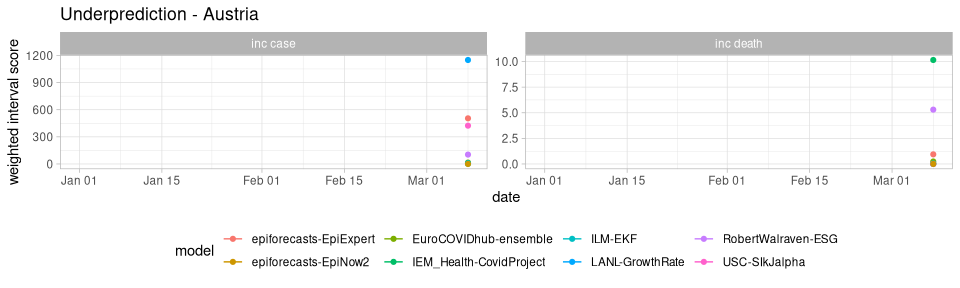 Underprediction - Austria
inc case
inc death
weighted interval score
1200
900
600
300
0
10.0
7.5
5.0
2.5
0.0
Jan 01 Jan 15 Feb 01 Feb 15 Mar 01
Jan 01 Jan 15 Feb 01 Feb 15 Mar 01
date
model
epiforecasts-EpiExpert EuroCOVIDhub-ensemble ILM-EKF RobertWalraven-ESG
epiforecasts-EpiNow2 IEM_Health-CovidProject LANL-GrowthRate USC-SIkJalpha